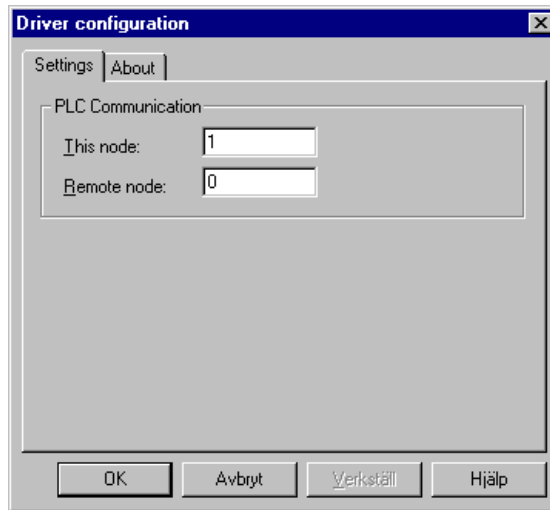 Driver configuration
Settings About
PLC Communication
This node: 1
Remote node: 0
OK Avbryt Verkställ Hjälp